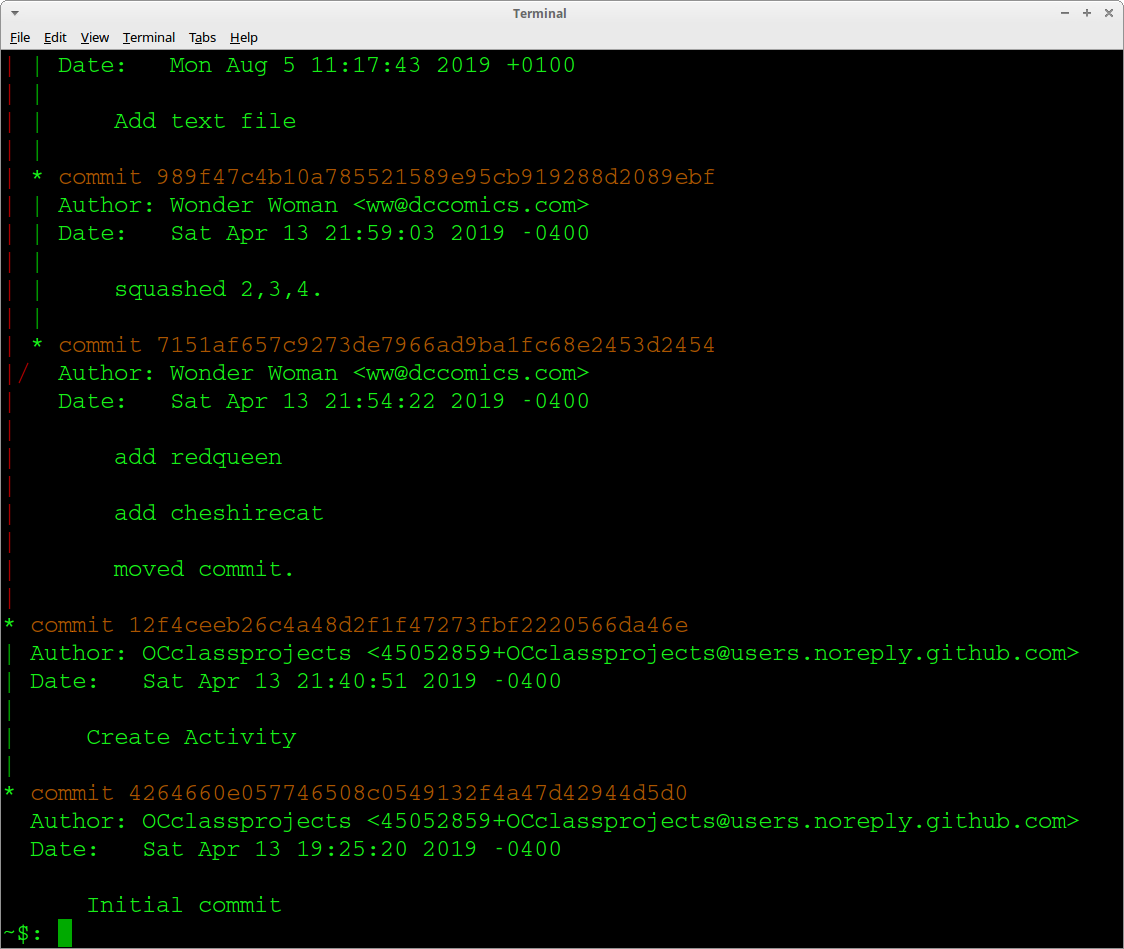 Terminal
File Edit View Terminal Tabs Help
| | Date:   Mon Aug 5 11:17:43 2019 +0100
| |
| |     Add text file
| |
| * commit 989f47c4b10a785521589e95cb919288d2089ebf
| | Author: Wonder Woman <ww@dccomics.com>
| | Date:   Sat Apr 13 21:59:03 2019 -0400
| |
| |     squashed 2,3,4.
| |
| * commit 7151af657c9273de7966ad9ba1fc68e2453d2454
|/  Author: Wonder Woman <ww@dccomics.com>
|   Date:   Sat Apr 13 21:54:22 2019 -0400
|
|       add redqueen
|
|       add cheshirecat
|
|       moved commit.
|
* commit 12f4ceeb26c4a48d2f1f47273fbf2220566da46e
| Author: OCclassprojects <45052859+OCclassprojects@users.noreply.github.com>
| Date:   Sat Apr 13 21:40:51 2019 -0400
|
|     Create Activity
|
* commit 4264660e057746508c0549132f4a47d42944d5d0
  Author: OCclassprojects <45052859+OCclassprojects@users.noreply.github.com>
  Date:   Sat Apr 13 19:25:20 2019 -0400

      Initial commit
~$: